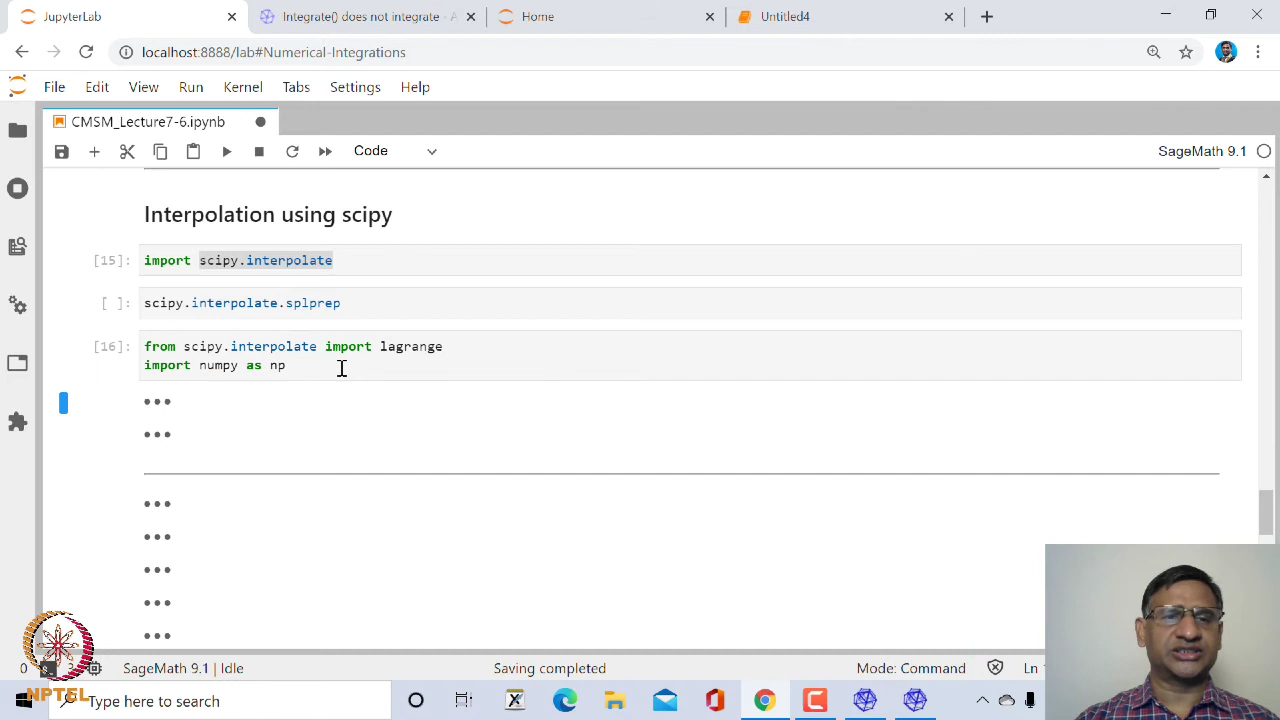 JupyterLab
Integrate() does not integrate - A
Home
Untitled4
localhost:8888/lab#Numerical-Integrations
File Edit View Run Kernel Tabs Settings Help
CMSM_Lecture7-6.ipynb
Code
SageMath 9.1
Interpolation using scipy
[15]: import scipy.interpolate
[ ]: scipy.interpolate.splprep
[16]: from scipy.interpolate import lagrange
import numpy as np
0
SageMath 9.1 | Idle
Saving completed
Mode: Command
Ln 1
NPTEL
Type here to search